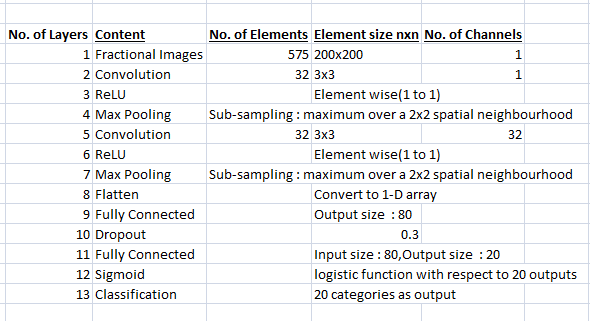 No. of Layers Content No. of Elements Element size nxn No. of Channels
1 Fractional Images 575 200x200 1
2 Convolution 32 3x3 1
3 ReLU Element wise(1 to 1)
4 Max Pooling Sub-sampling : maximum over a 2x2 spatial neighbourhood
5 Convolution 32 3x3 32
6 ReLU Element wise(1 to 1)
7 Max Pooling Sub-sampling : maximum over a 2x2 spatial neighbourhood
8 Flatten Convert to 1-D array
9 Fully Connected Output size : 80
10 Dropout 0.3
11 Fully Connected Input size : 80,Output size : 20
12 Sigmoid logistic function with respect to 20 outputs
13 Classification 20 categories as output